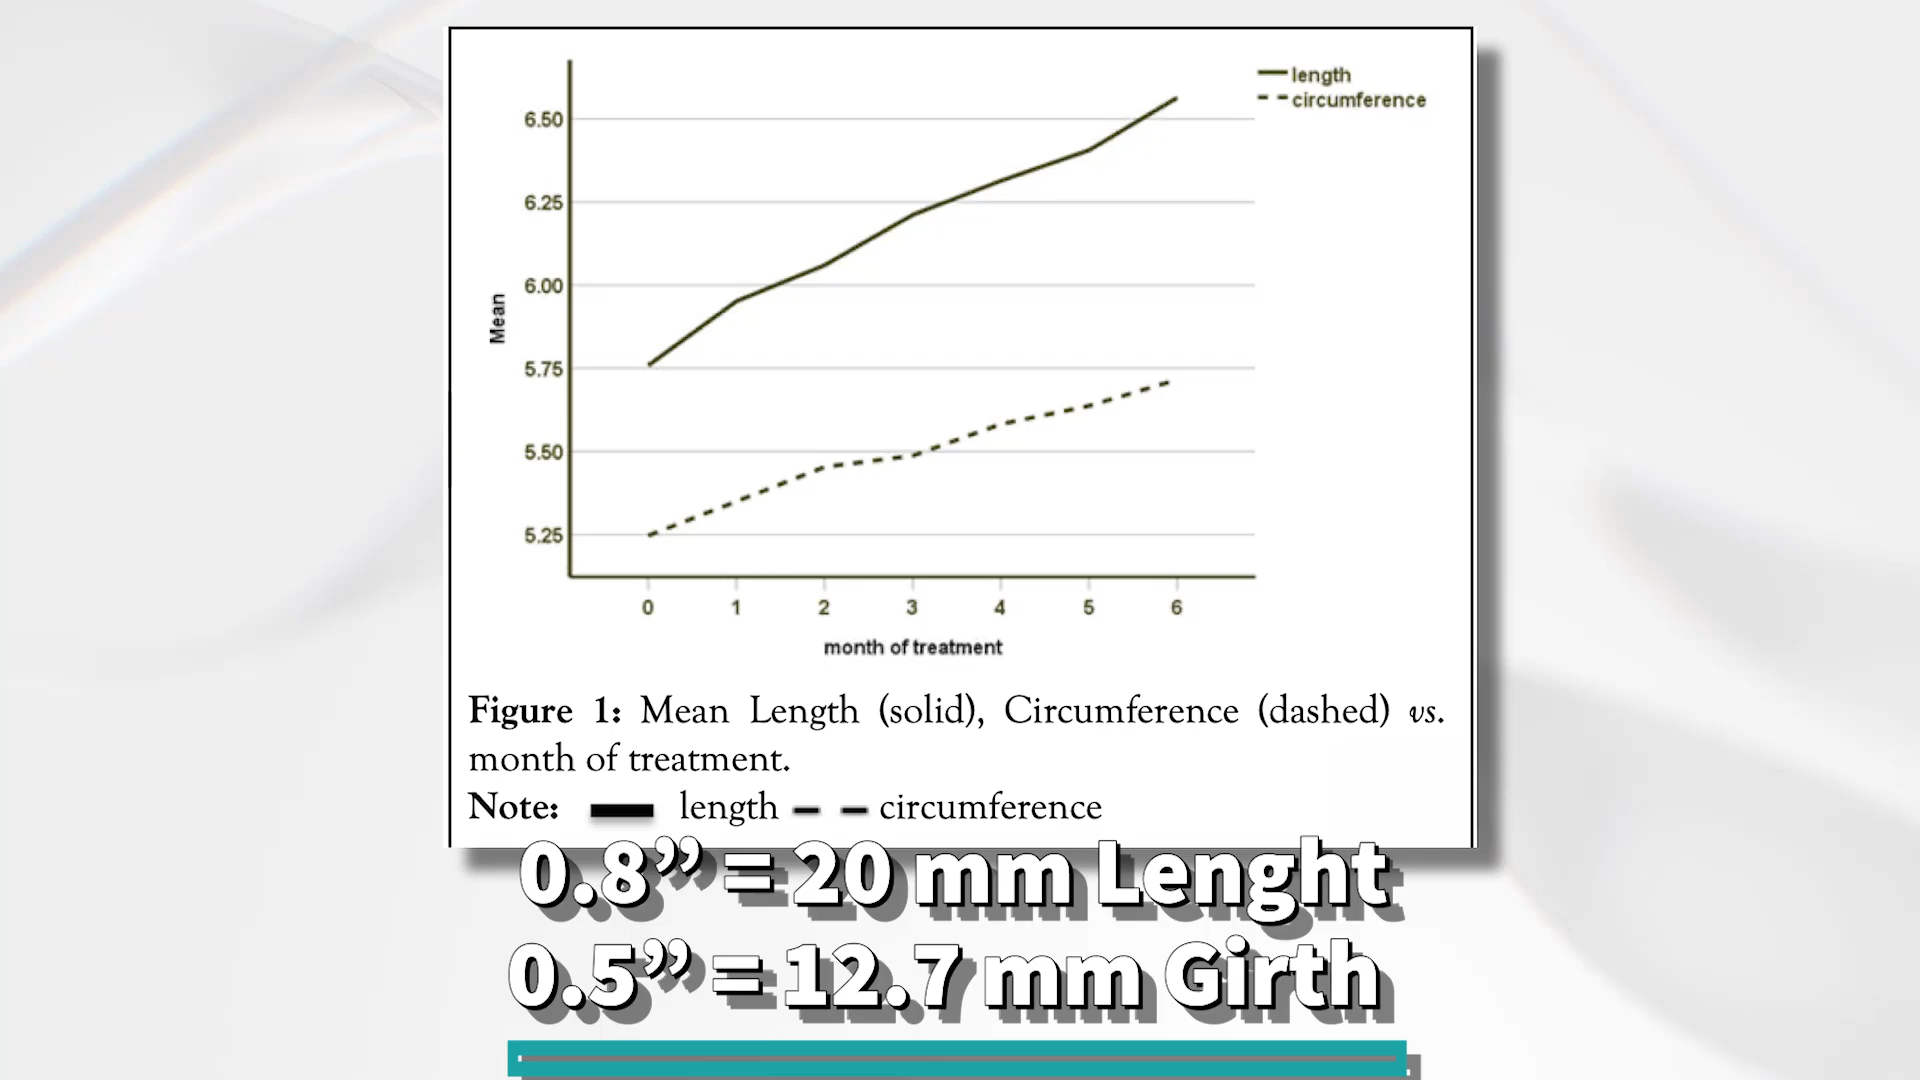 length
circumference
6.50
6.25
6.00
5.75
5.50
5.25
Mean
0 1 2 3 4 5 6
month of treatment
Figure 1: Mean Length (solid), Circumference (dashed) vs.
month of treatment.
Note: length circumference
0.8” = 20 mm Lenght
0.5” = 12.7 mm Girth